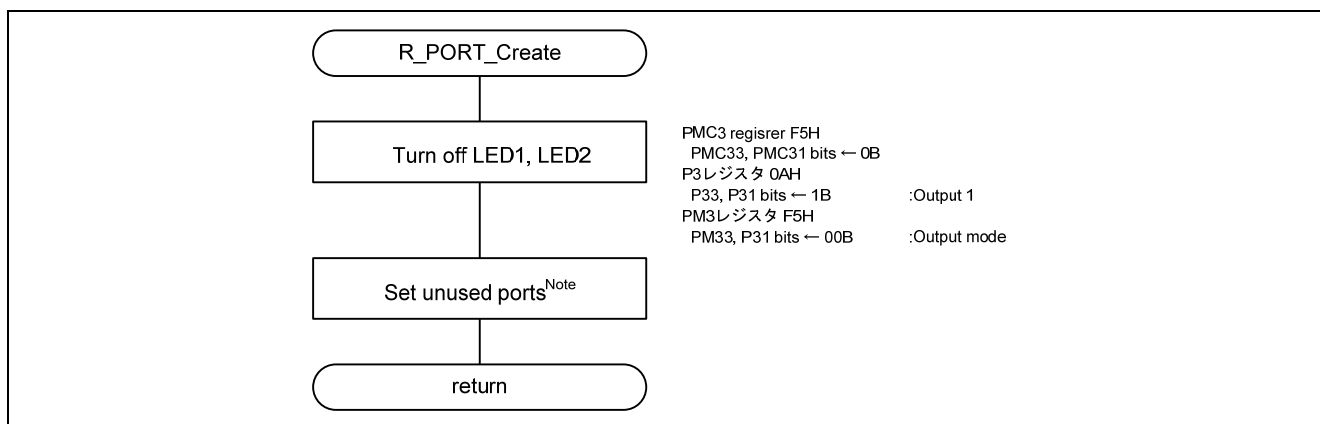 R_PORT_Create
Turn off LED1, LED2
PMC3 regisrer F5H
PMC33, PMC31 bits ← 0B
P3レジスタ 0AH
P33, P31 bits ← 1B :Output 1
PM3レジスタ F5H
PM33, P31 bits ← 00B :Output mode
Set unused portsNote
return